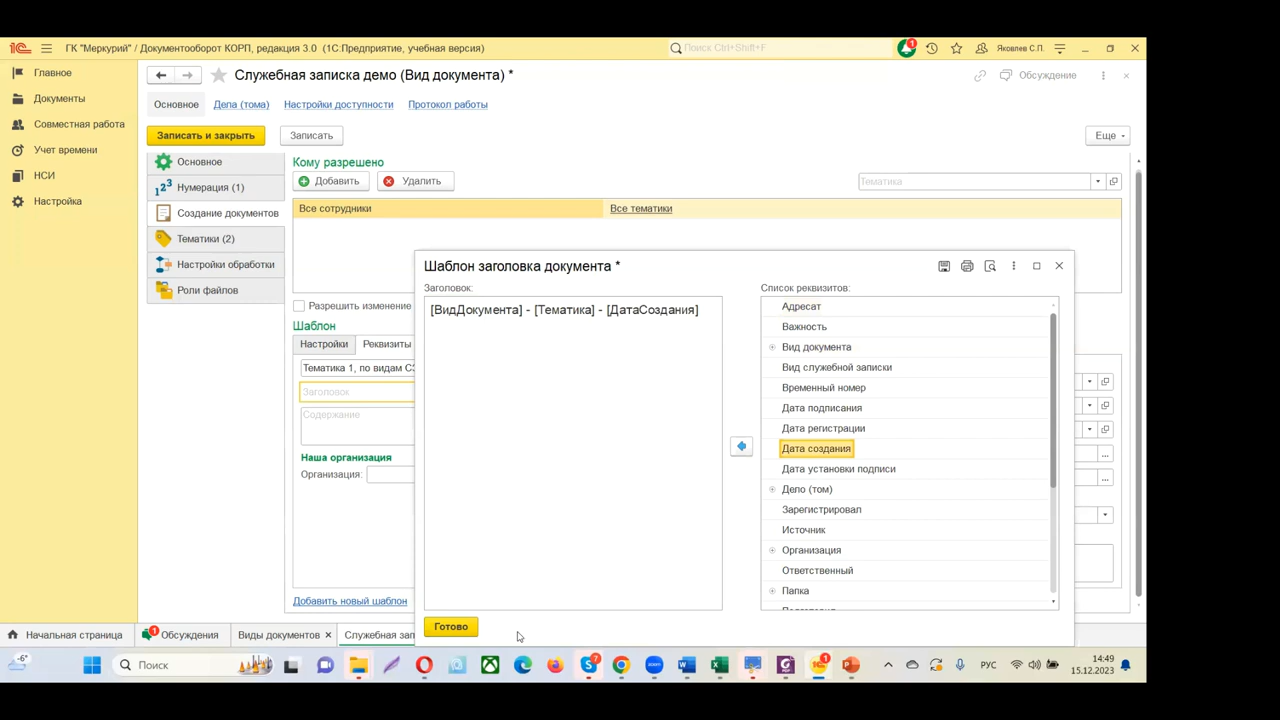 ГК "Меркурий" / Документооборот КОРП, редакция 3.0 (1С:Предприятие, учебная версия)
Поиск Ctrl+Shift+F
1
Яковлев С.П.
Главное
Документы
Совместная работа
Учет времени
НСИ
Настройка
Служебная записка демо (Вид документа) *
Обсуждение
Основное
Дела (тома)
Настройки доступности
Протокол работы
Записать и закрыть
Записать
Еще
Основное
Нумерация (1)
Создание документов
Тематики (2)
Настройки обработки
Роли файлов
Кому разрешено
Добавить
Удалить
Тематика
Все сотрудники
Все тематики
Разрешить изменение
Шаблон
Настройки
Реквизиты
Тематика 1, по видам СЗ
Заголовок
Содержание
Наша организация
Организация:
Добавить новый шаблон
Шаблон заголовка документа *
Заголовок:
[ВидДокумента] - [Тематика] - [ДатаСоздания]
Список реквизитов:
Адресат
Важность
Вид документа
Вид служебной записки
Временный номер
Дата подписания
Дата регистрации
Дата создания
Дата установки подписи
Дело (том)
Зарегистрировал
Источник
Организация
Ответственный
Папка
Готово
Начальная страница
1
Обсуждения
Виды документов
Служебная зап
-6°
Поиск
7
1
РУС
14:49
15.12.2023